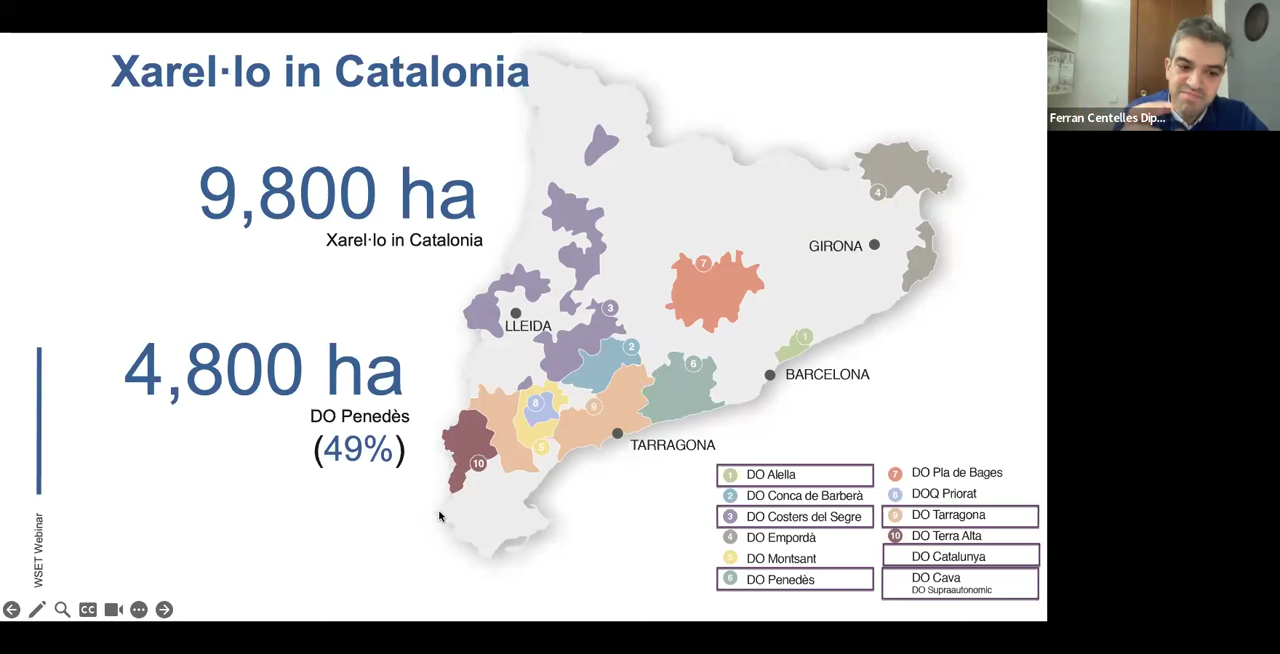 Xarel·lo in Catalonia
9,800 ha
Xarel·lo in Catalonia
4,800 ha
DO Penedès
(49%)
WSET Webinar
GIRONA
LLEIDA
BARCELONA
TARRAGONA
4
7
3
1
2
6
8
9
5
10
1 DO Alella
2 DO Conca de Barberà
3 DO Costers del Segre
4 DO Empordà
5 DO Montsant
6 DO Penedès
7 DO Pla de Bages
8 DOQ Priorat
9 DO Tarragona
10 DO Terra Alta
DO Catalunya
DO Cava
DO Supraautonomic
CC
Ferran Centelles Dip...